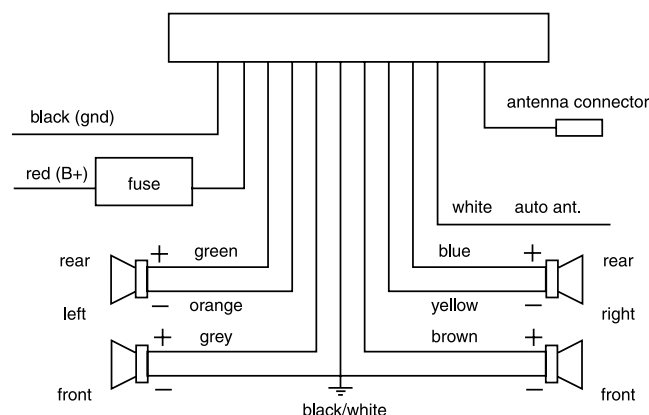 antenna connector
black (gnd)
red (B+)
fuse
white auto ant.
green
blue
rear
+
+
rear
orange
yellow
left
−
−
right
+
grey
brown
+
front
−
−
front
black/white